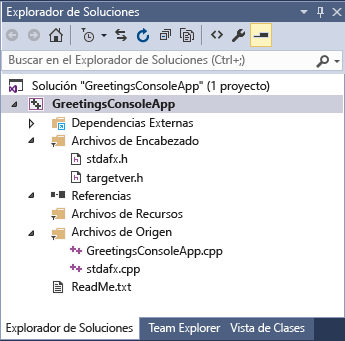 Explorador de Soluciones
Buscar en el Explorador de Soluciones (Ctrl+;)
Solución "GreetingsConsoleApp" (1 proyecto)
GreetingsConsoleApp
Dependencias Externas
Archivos de Encabezado
stdafx.h
targetver.h
Referencias
Archivos de Recursos
Archivos de Origen
GreetingsConsoleApp.cpp
stdafx.cpp
ReadMe.txt
Explorador de Soluciones Team Explorer Vista de Clases